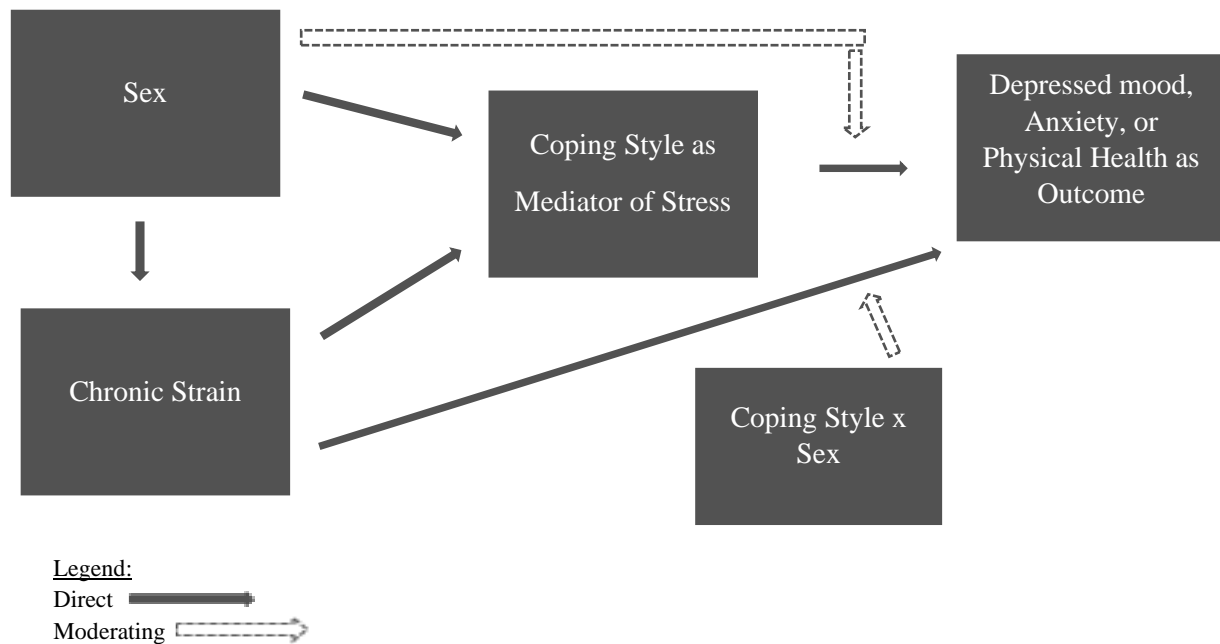 Sex
Coping Style as
Mediator of Stress
Depressed mood,
Anxiety, or
Physical Health as
Outcome
Chronic Strain
Coping Style x
Sex
Legend:
Direct
Moderating